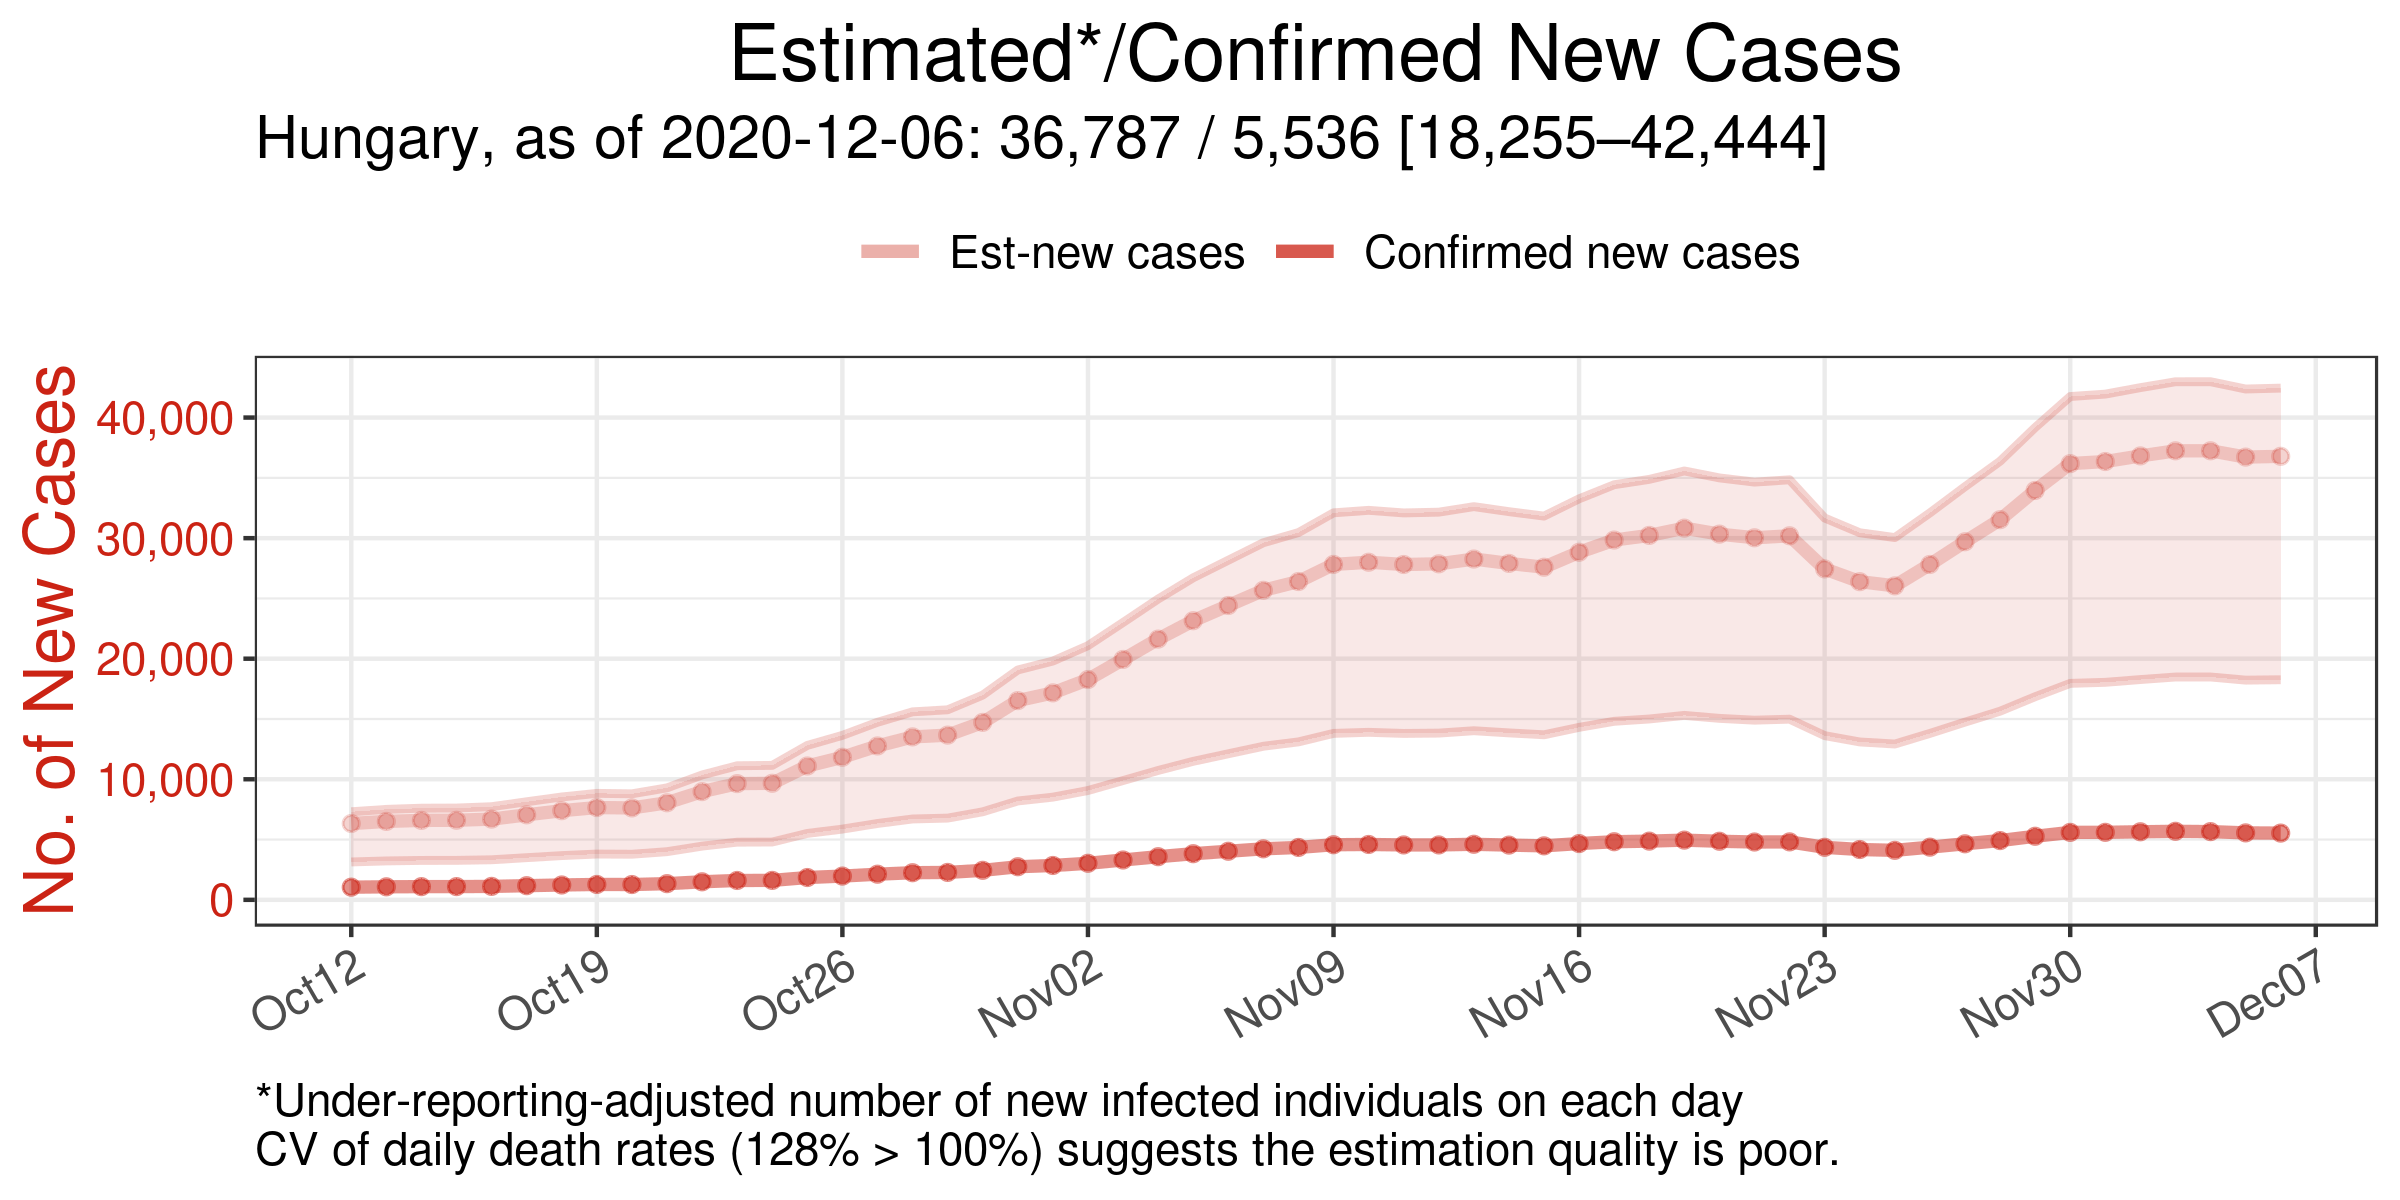 Estimated*/Confirmed New Cases
Hungary, as of 2020-12-06: 36,787 / 5,536 [18,255–42,444]
Est-new cases
Confirmed new cases
No. of New Cases
40,000
30,000
20,000
10,000
0
Oct12
Oct19
Oct26
Nov02
Nov09
Nov16
Nov23
Nov30
Dec07
*Under-reporting-adjusted number of new infected individuals on each day
CV of daily death rates (128% > 100%) suggests the estimation quality is poor.